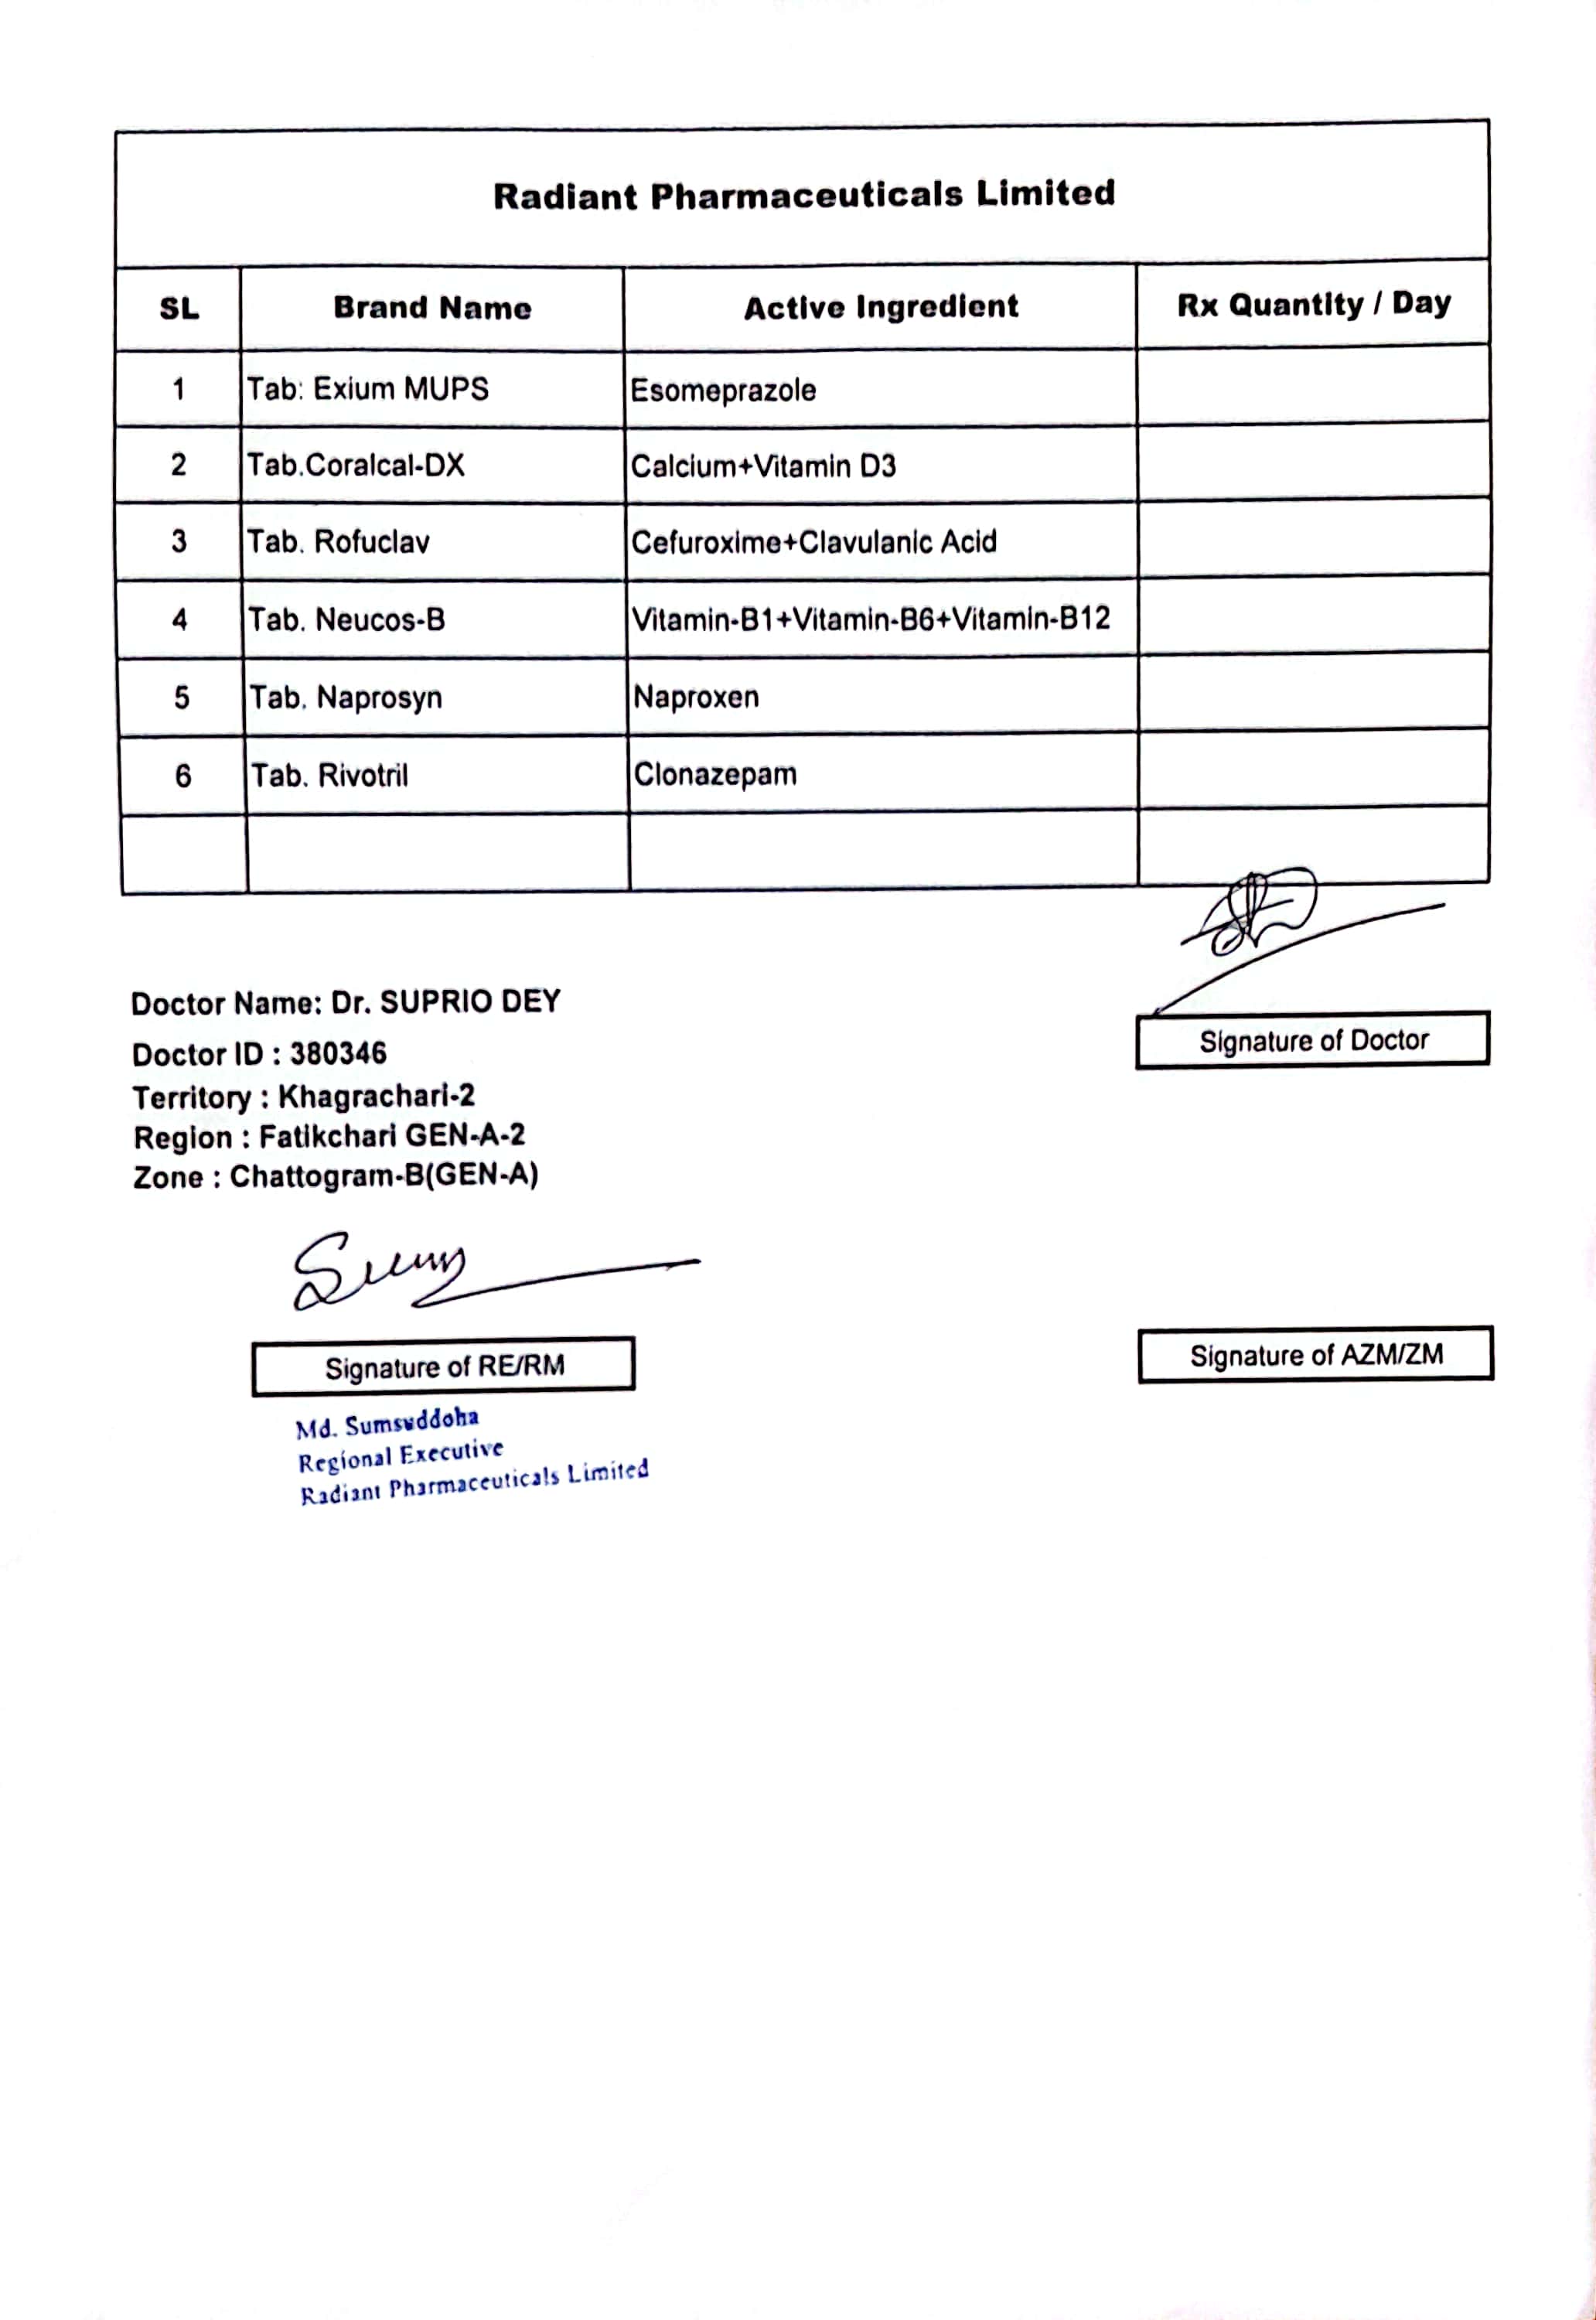 Radiant Pharmaceuticals Limited
SL Brand Name Active Ingredient Rx Quantity / Day
1 Tab: Exium MUPS Esomeprazole
2 Tab.Coralcal-DX Calcium+Vitamin D3
3 Tab. Rofuclav Cefuroxime+Clavulanic Acid
4 Tab. Neucos-B Vitamin-B1+Vitamin-B6+Vitamin-B12
5 Tab. Naprosyn Naproxen
6 Tab. Rivotril Clonazepam
Doctor Name: Dr. SUPRIO DEY
Signature of Doctor
Doctor ID : 380346
Territory : Khagrachari-2
Region : Fatikchari GEN-A-2
Zone : Chattogram-B(GEN-A)
Signature of RE/RM
Signature of AZM/ZM
Md. Sumsuddoha
Regional Executive
Radiant Pharmaceuticals Limited